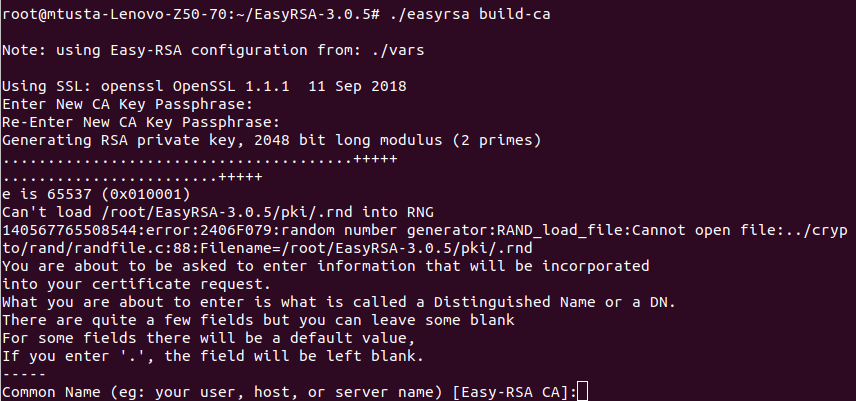 root@mtusta-Lenovo-Z50-70:~/EasyRSA-3.0.5# ./easyrsa build-ca
Note: using Easy-RSA configuration from: ./vars
Using SSL: openssl OpenSSL 1.1.1  11 Sep 2018
Enter New CA Key Passphrase:
Re-Enter New CA Key Passphrase:
Generating RSA private key, 2048 bit long modulus (2 primes)
.......................................+++++
........................+++++
e is 65537 (0x010001)
Can't load /root/EasyRSA-3.0.5/pki/.rnd into RNG
140567765508544:error:2406F079:random number generator:RAND_load_file:Cannot open file:../cryp
to/rand/randfile.c:88:Filename=/root/EasyRSA-3.0.5/pki/.rnd
You are about to be asked to enter information that will be incorporated
into your certificate request.
What you are about to enter is what is called a Distinguished Name or a DN.
There are quite a few fields but you can leave some blank
For some fields there will be a default value,
If you enter '.', the field will be left blank.
-----
Common Name (eg: your user, host, or server name) [Easy-RSA CA]: